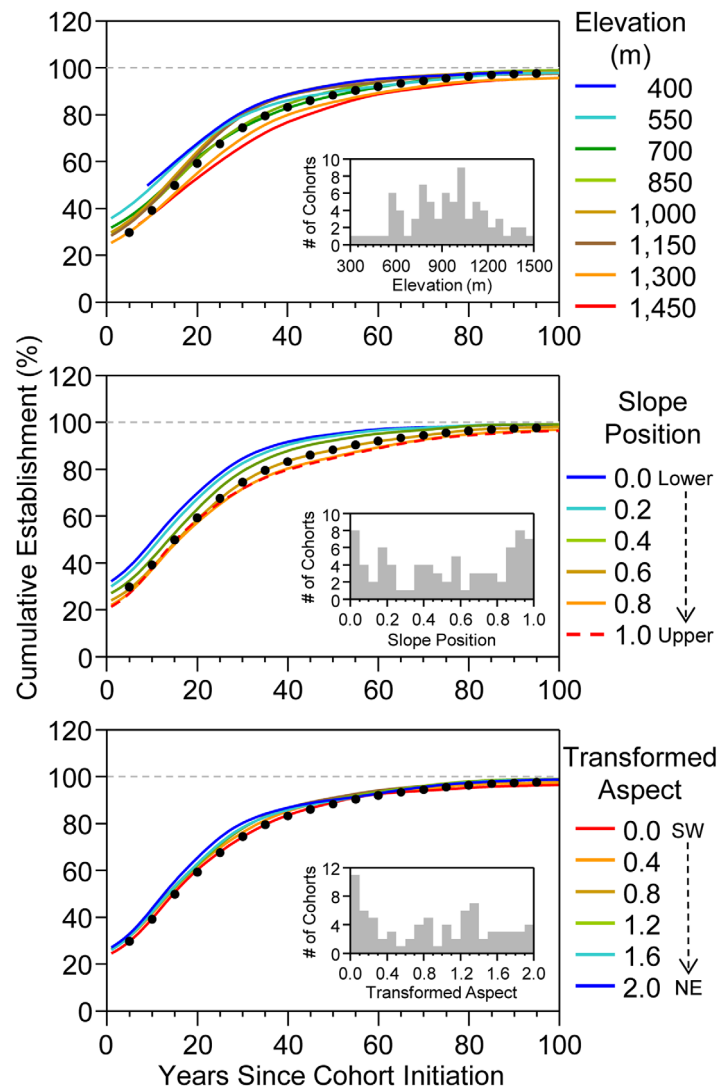 Cumulative Establishment (%)
120
100
80
60
40
20
0
0 20 40 60 80 100
# of Cohorts
10
8
6
4
2
0
300 600 900 1200 1500
Elevation (m)
Elevation
(m)
400
550
700
850
1,000
1,150
1,300
1,450
120
100
80
60
40
20
0
0 20 40 60 80 100
# of Cohorts
10
8
6
4
2
0
0.0 0.2 0.4 0.6 0.8 1.0
Slope Position
Slope
Position
0.0 Lower
0.2
0.4
0.6
0.8
1.0 Upper
120
100
80
60
40
20
0
0 20 40 60 80 100
# of Cohorts
12
9
6
3
0
0.0 0.4 0.8 1.2 1.6 2.0
Transformed Aspect
Transformed
Aspect
0.0 SW
0.4
0.8
1.2
1.6
2.0 NE
Years Since Cohort Initiation